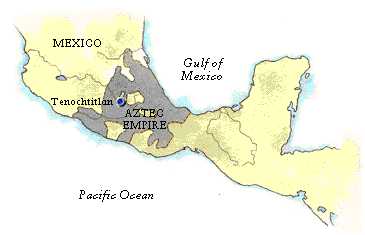 MEXICO
Gulf of
Mexico
Tenochtitlan
AZTEC
EMPIRE
Pacific Ocean